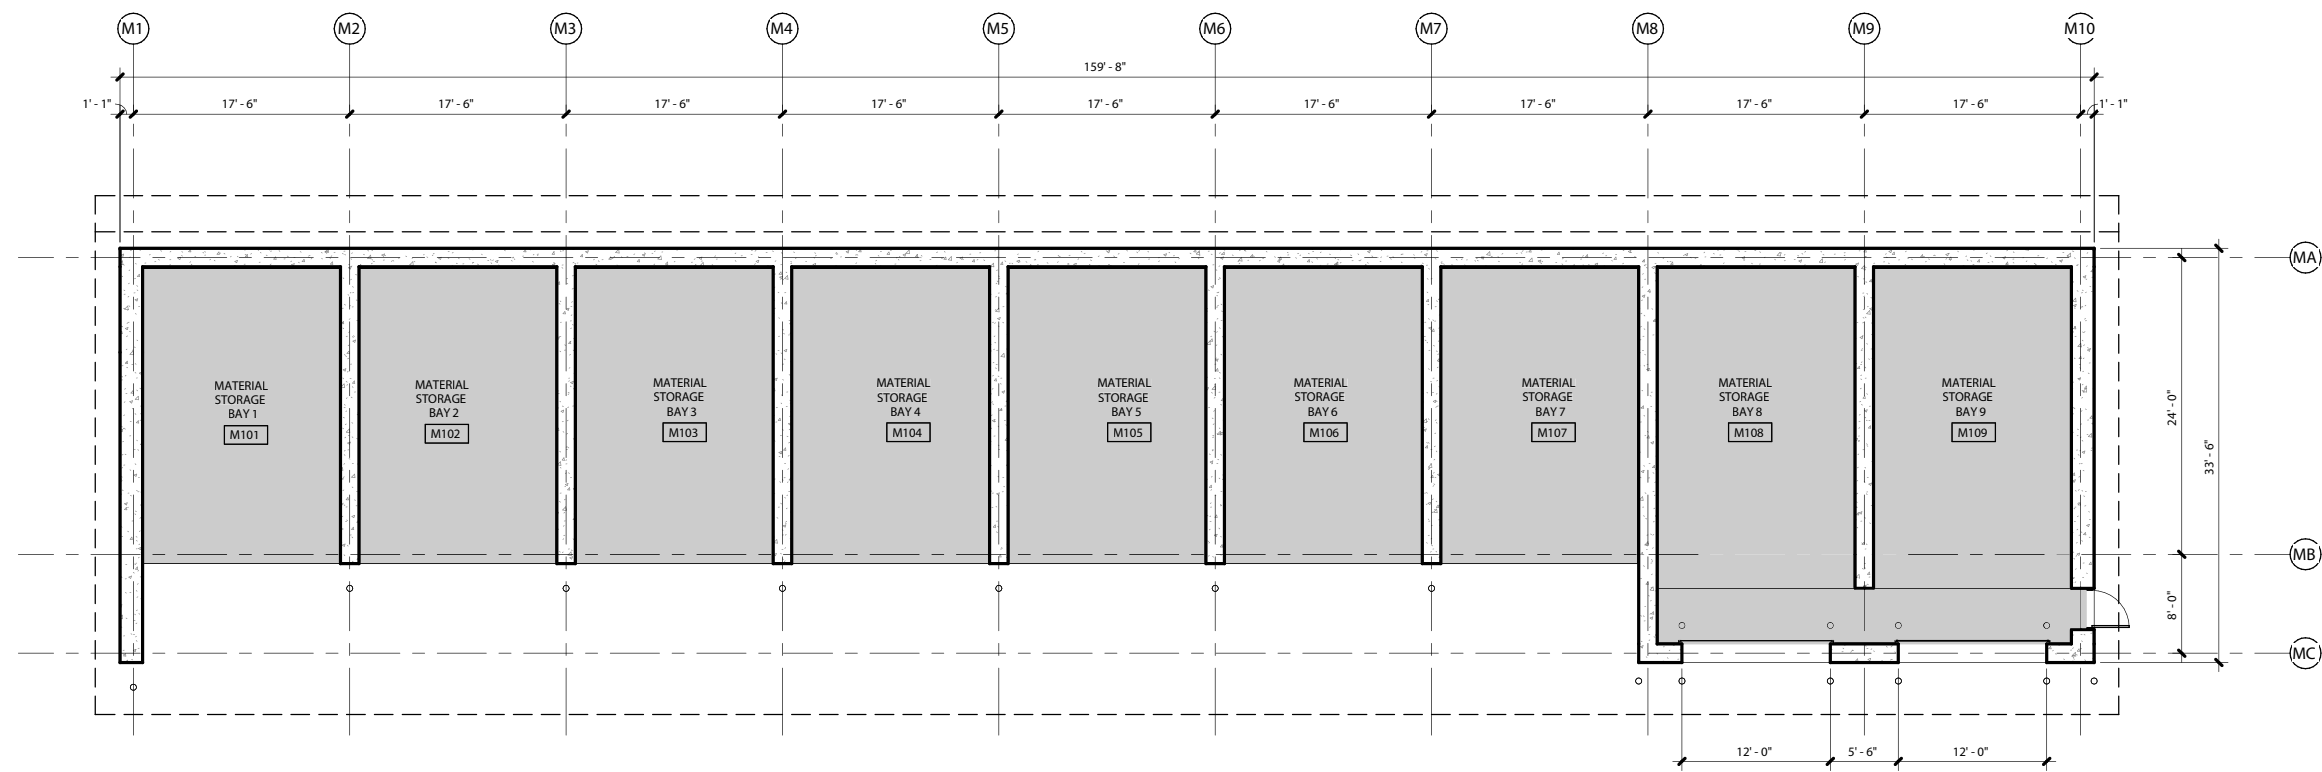 M1 M2 M3 M4 M5 M6 M7 M8 M9 M10
159' - 8"
1' - 1" 17' - 6" 17' - 6" 17' - 6" 17' - 6" 17' - 6" 17' - 6" 17' - 6" 17' - 6" 17' - 6" 1' - 1"
MA
MATERIAL
STORAGE
BAY 1
M101
MATERIAL
STORAGE
BAY 2
M102
MATERIAL
STORAGE
BAY 3
M103
MATERIAL
STORAGE
BAY 4
M104
MATERIAL
STORAGE
BAY 5
M105
MATERIAL
STORAGE
BAY 6
M106
MATERIAL
STORAGE
BAY 7
M107
MATERIAL
STORAGE
BAY 8
M108
MATERIAL
STORAGE
BAY 9
M109
24' - 0"
33' - 6"
MB
8' - 0"
MC
12' - 0" 5' - 6" 12' - 0"